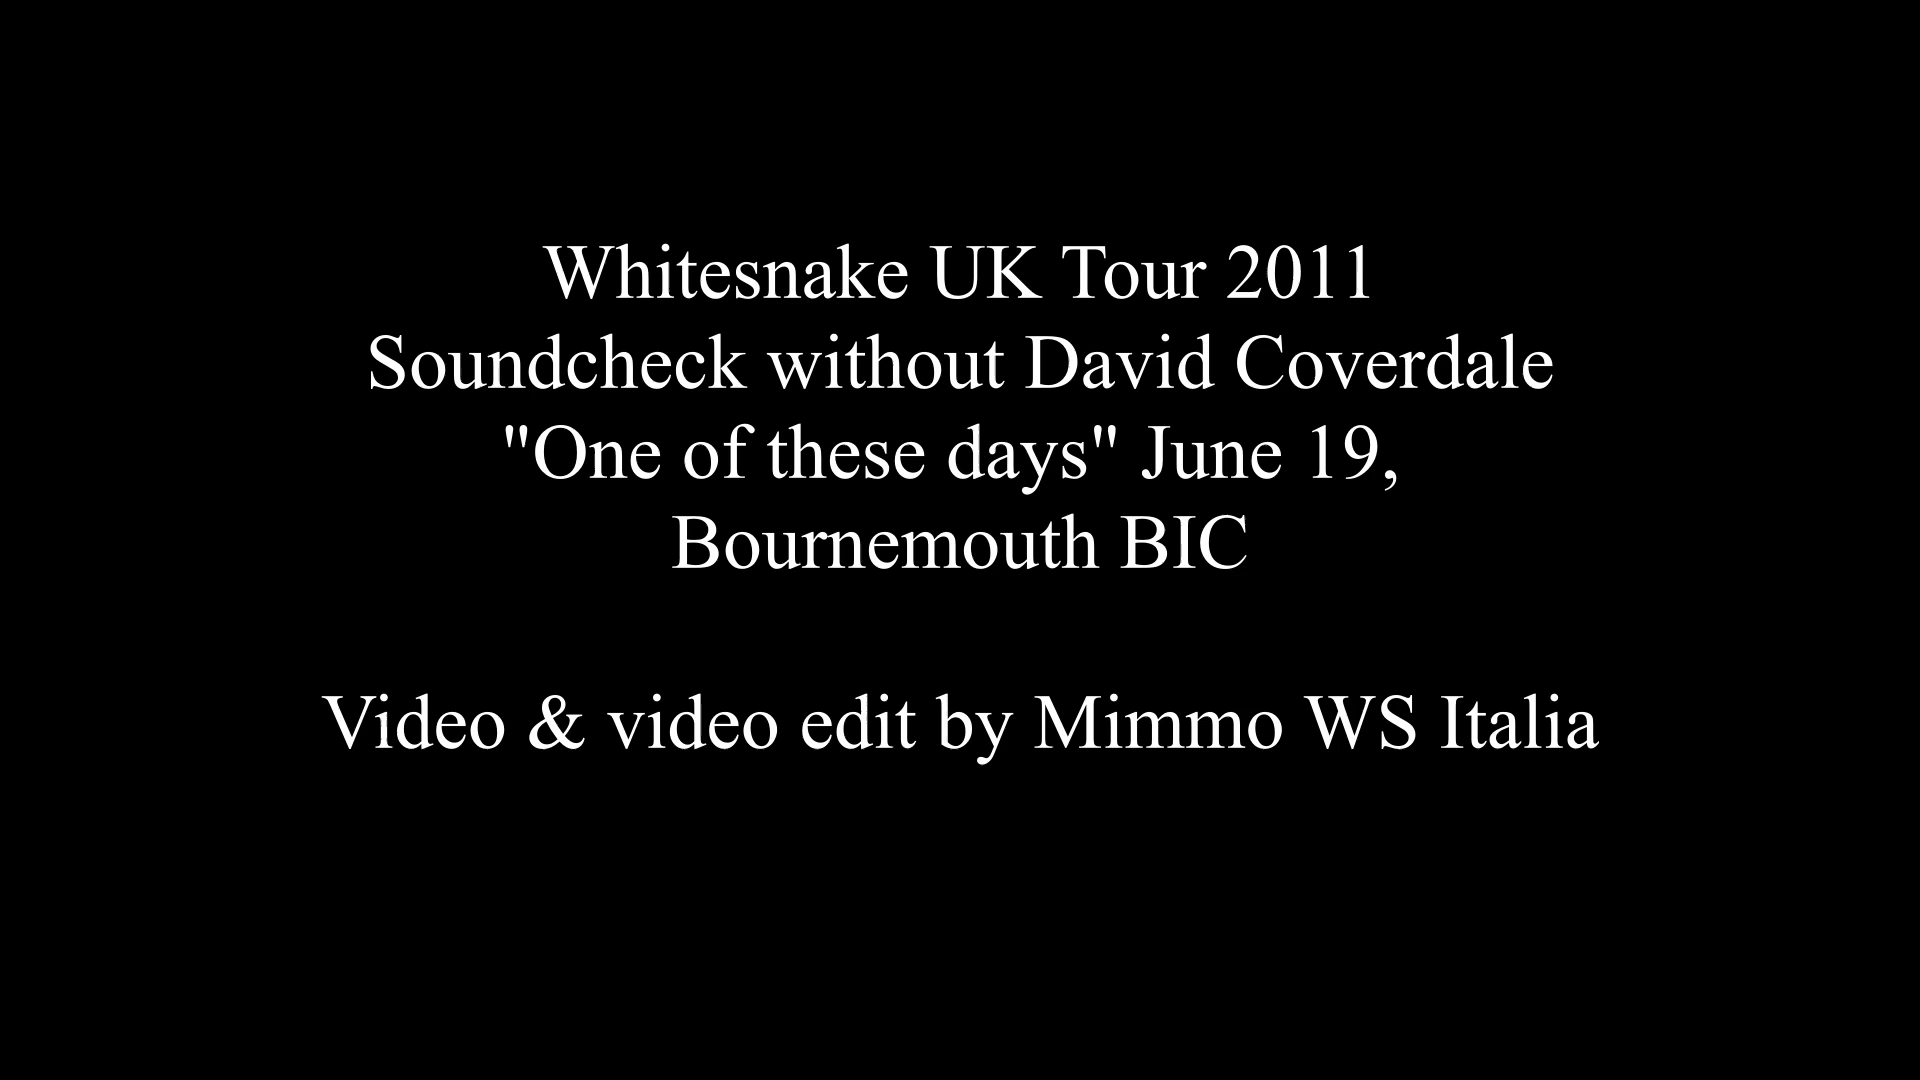 Whitesnake UK Tour 2011
Soundcheck without David Coverdale
"One of these days" June 19,
Bournemouth BIC
Video & video edit by Mimmo WS Italia